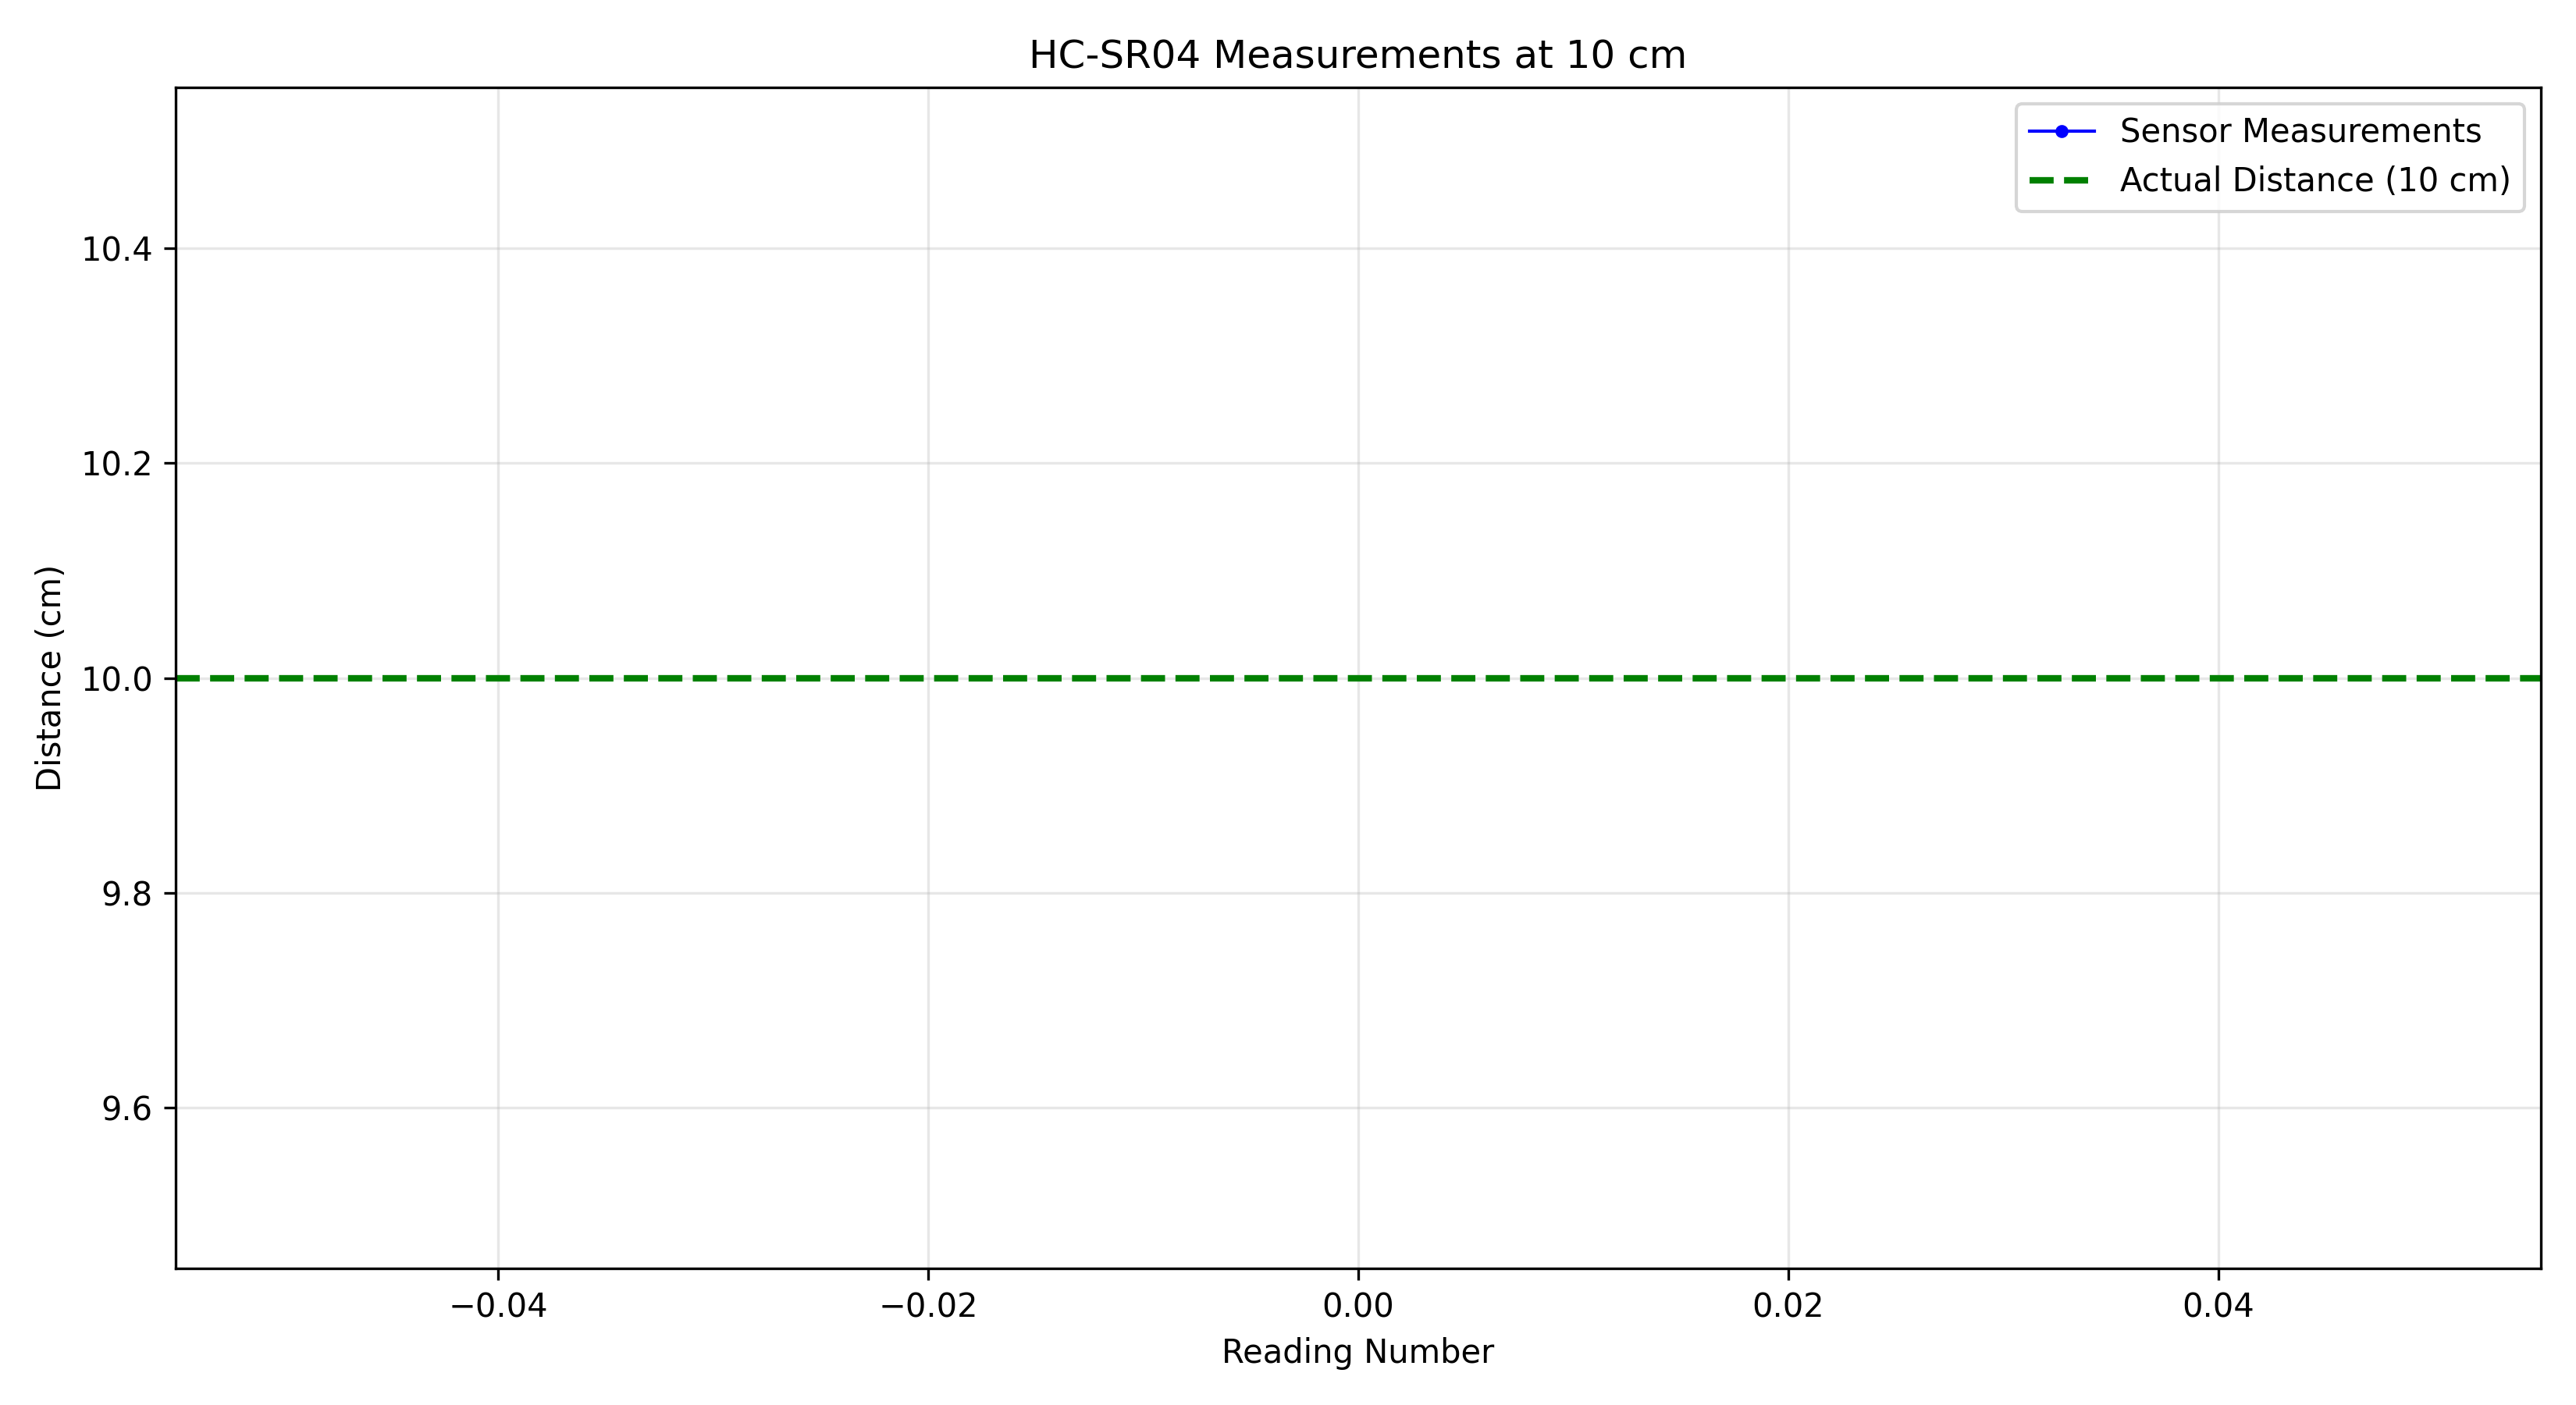 HC-SR04 Measurements at 10 cm
Sensor Measurements
Actual Distance (10 cm)
Distance (cm)
10.4
10.2
10.0
9.8
9.6
−0.04 −0.02 0.00 0.02 0.04
Reading Number